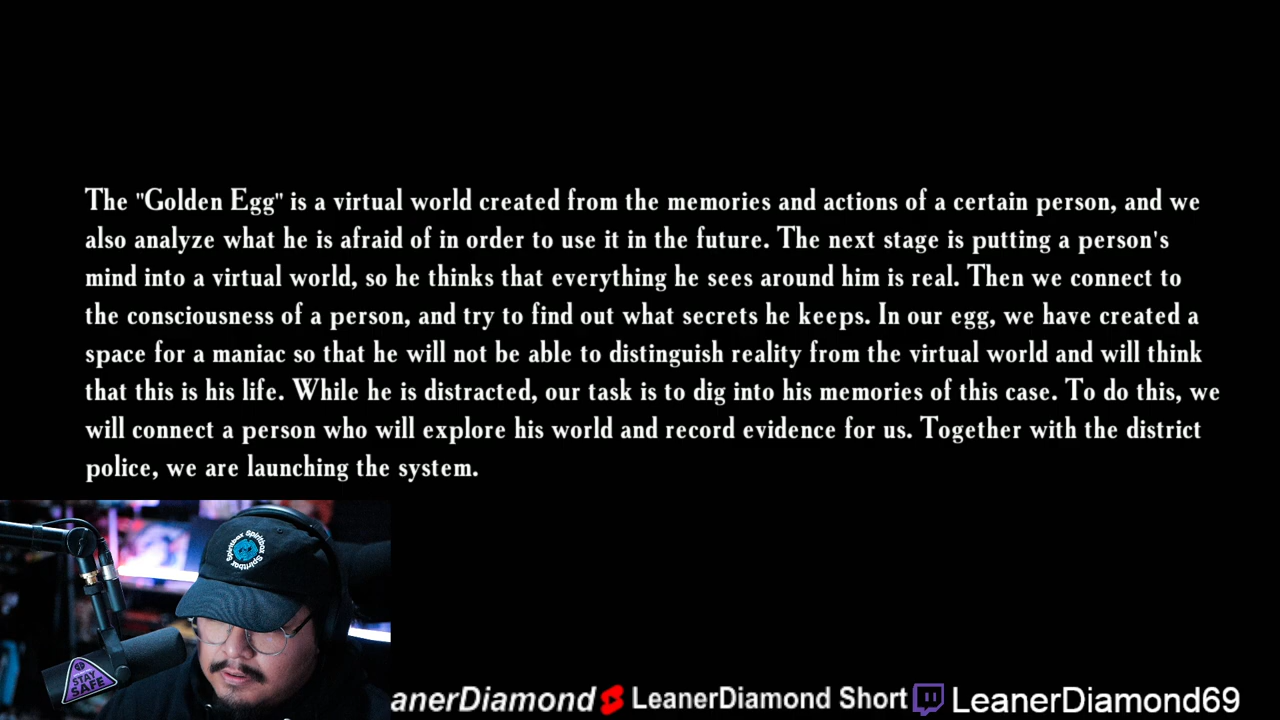 The "Golden Egg" is a virtual world created from the memories and actions of a certain person, and we
also analyze what he is afraid of in order to use it in the future. The next stage is putting a person's
mind into a virtual world, so he thinks that everything he sees around him is real. Then we connect to
the consciousness of a person, and try to find out what secrets he keeps. In our egg, we have created a
space for a maniac so that he will not be able to distinguish reality from the virtual world and will think
that this is his life. While he is distracted, our task is to dig into his memories of this case. To do this, we
will connect a person who will explore his world and record evidence for us. Together with the district
police, we are launching the system.
Spiritbox Spiritbox
STAY
SAFE
anerDiamond LeanerDiamond Short LeanerDiamond69